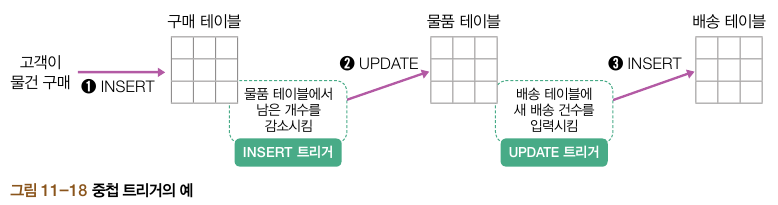 구매 테이블
물품 테이블
배송 테이블
고객이
물건 구매
❶ INSERT
❷ UPDATE
❸ INSERT
물품 테이블에서
남은 개수를
감소시킴
INSERT 트리거
배송 테이블에
새 배송 건수를
입력시킴
UPDATE 트리거
그림 11-18 중첩 트리거의 예